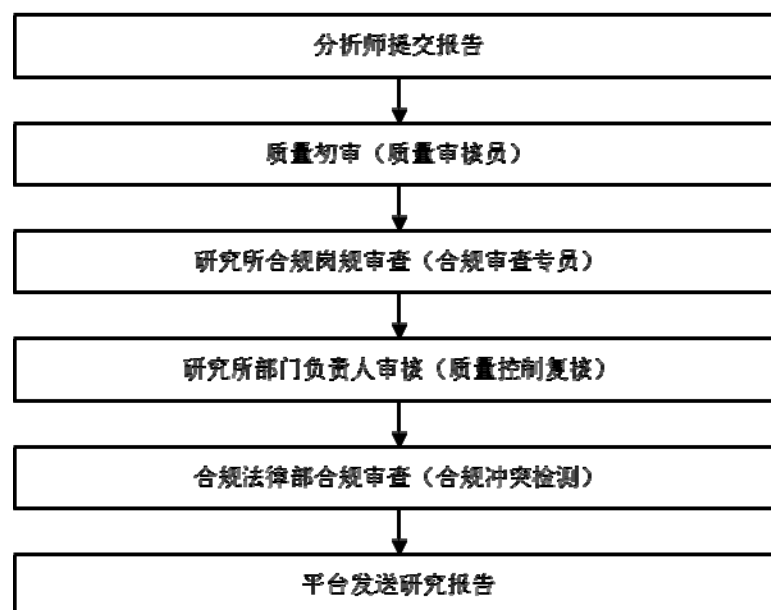 分析师提交报告
质量初审（质量审核员）
研究所合规岗规审查（合规审查专员）
研究所部门负责人审核（质量控制复核）
合规法律部合规审查（合规冲突检测）
平台发送研究报告